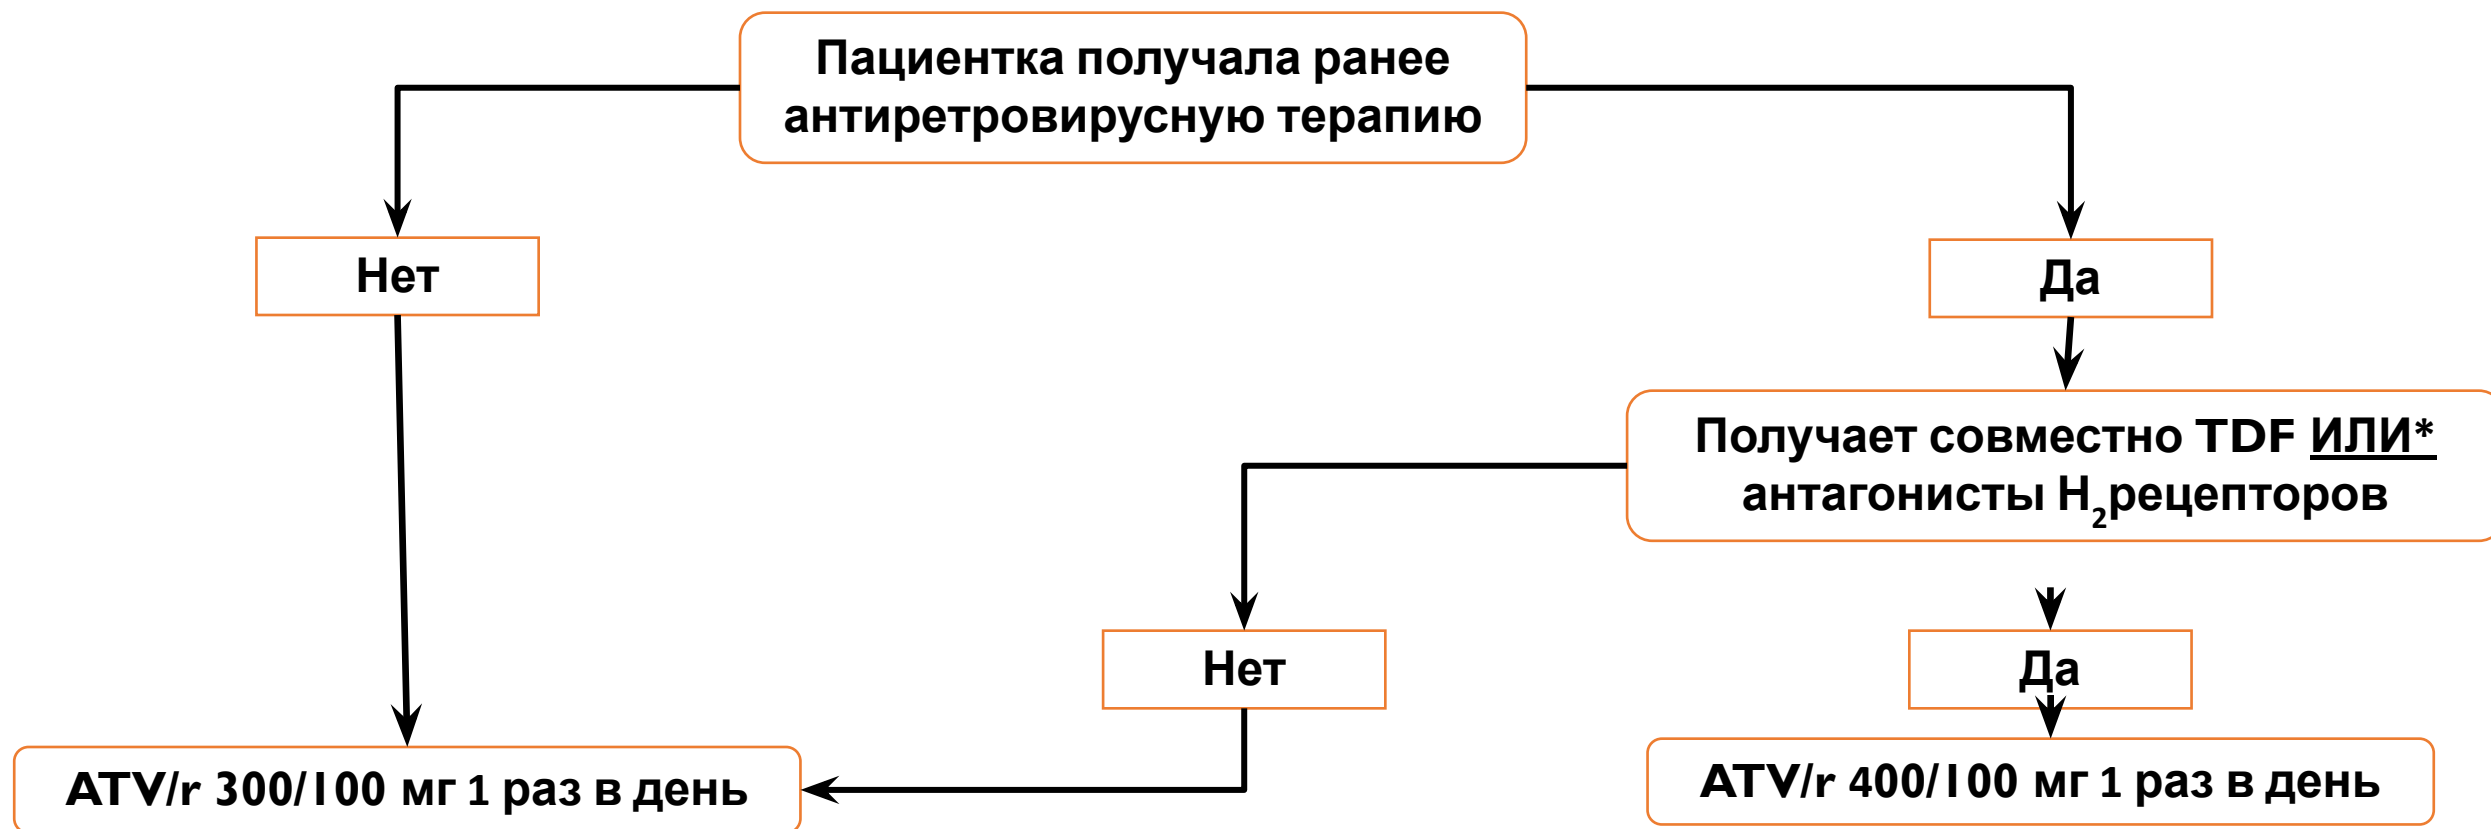 Пациентка получала ранее
антиретровирусную терапию
Нет
Да
Получает совместно TDF ИЛИ*
антагонисты H₂рецепторов
Нет
Да
ATV/r 300/100 мг 1 раз в день
ATV/r 400/100 мг 1 раз в день